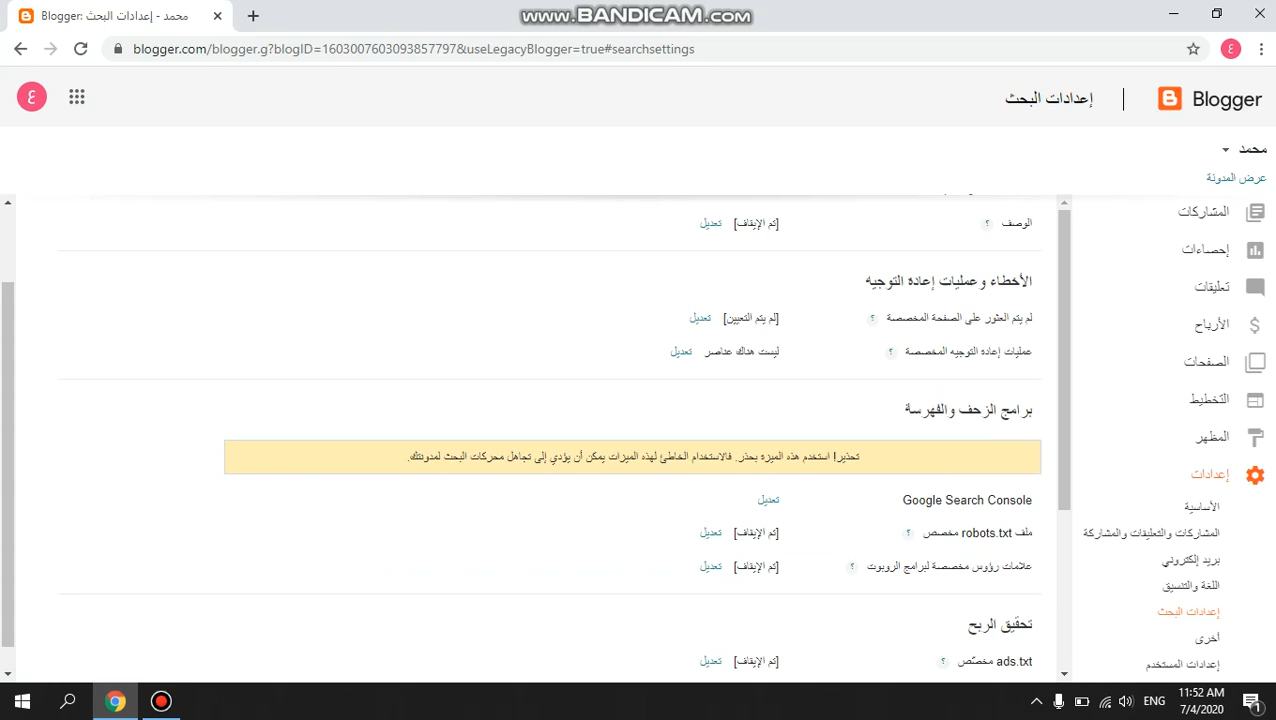 Blogger: محمد - إعدادات البحث
www.BANDICAM.com
blogger.com/blogger.g?blogID=1603007603093857797&useLegacyBlogger=true#searchsettings
ع
Blogger
إعدادات البحث
ع
محمد
عرض المدونة
المشاركات
إحصاءات
تعليقات
الأرباح
الصفحات
التخطيط
المظهر
إعدادات
الأساسية
المشاركات والتعليقات والمشاركة
بريد إلكتروني
اللغة والتنسيق
إعدادات البحث
أخرى
إعدادات المستخدم
الوصف ؟ [تم الإيقاف] تعديل
الأخطاء وعمليات إعادة التوجيه
لم يتم العثور على الصفحة المخصصة ؟ [لم يتم التعيين] تعديل
عمليات إعادة التوجيه المخصصة ؟ ليست هناك عناصر تعديل
برامج الزحف والفهرسة
تحذير! استخدم هذه الميزة بحذر. فالاستخدام الخاطئ لهذه الميزات يمكن أن يؤدي إلى تجاهل محركات البحث لمدونتك.
Google Search Console تعديل
ملف robots.txt مخصص ؟ [تم الإيقاف] تعديل
علامات رؤوس مخصصة لبرامج الروبوت ؟ [تم الإيقاف] تعديل
تحقيق الربح
ads.txt مخصّص ؟ [تم الإيقاف] تعديل
ENG
11:52 AM
7/4/2020
1